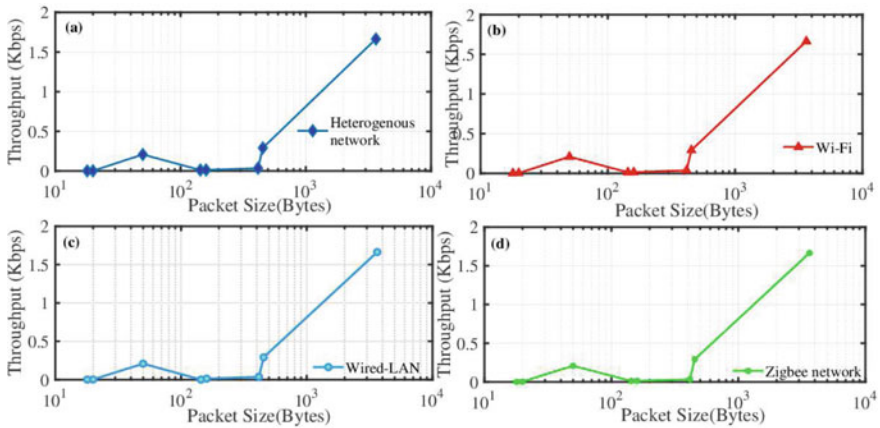 (a)
2
1.5
1
0.5
0
Throughput (Kbps)
Heterogenous
network
10^1
10^2
10^3
10^4
Packet Size(Bytes)
(b)
2
1.5
1
0.5
0
Throughput (Kbps)
Wi-Fi
10^1
10^2
10^3
10^4
Packet Size(Bytes)
(c)
2
1.5
1
0.5
0
Throughput (Kbps)
Wired-LAN
10^1
10^2
10^3
10^4
Packet Size(Bytes)
(d)
2
1.5
1
0.5
0
Throughput (Kbps)
Zigbee network
10^1
10^2
10^3
10^4
Packet Size(Bytes)